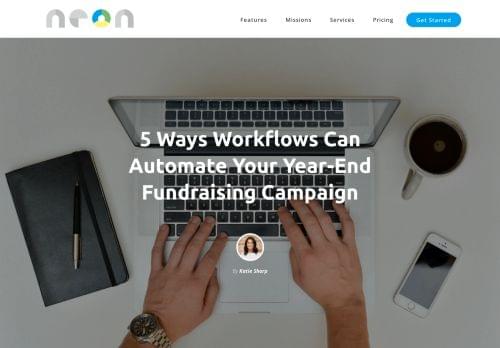 neon
Features
Missions
Services
Pricing
Get Started
5 Ways Workflows Can
Automate Your Year-End
Fundraising Campaign
By Katie Sharp